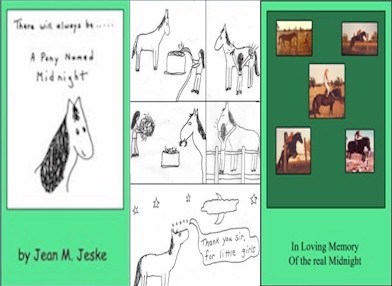 There will always be.....
A Pony Named
Midnight
by Jean M. Jeske
Thank you Sir,
for little girls
In Loving Memory
Of the real Midnight